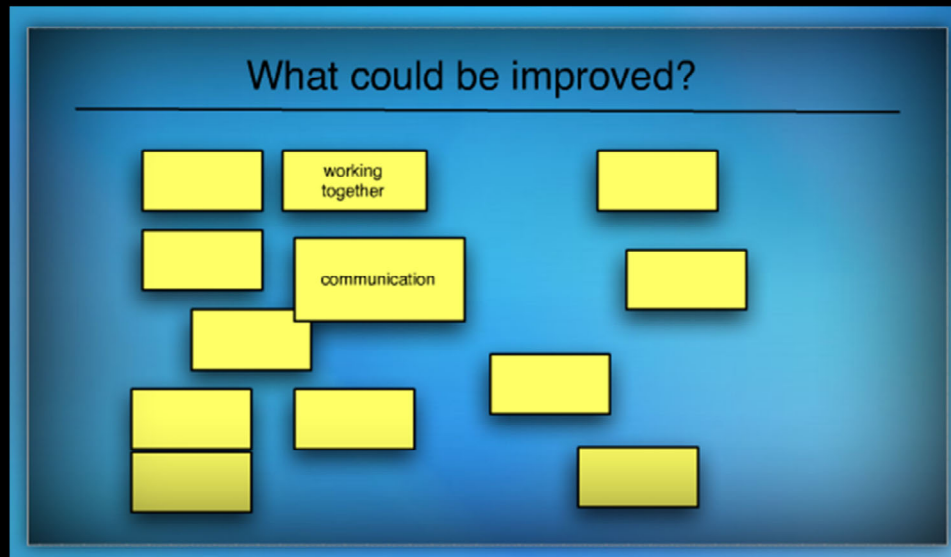 What could be improved?
working
together
communication